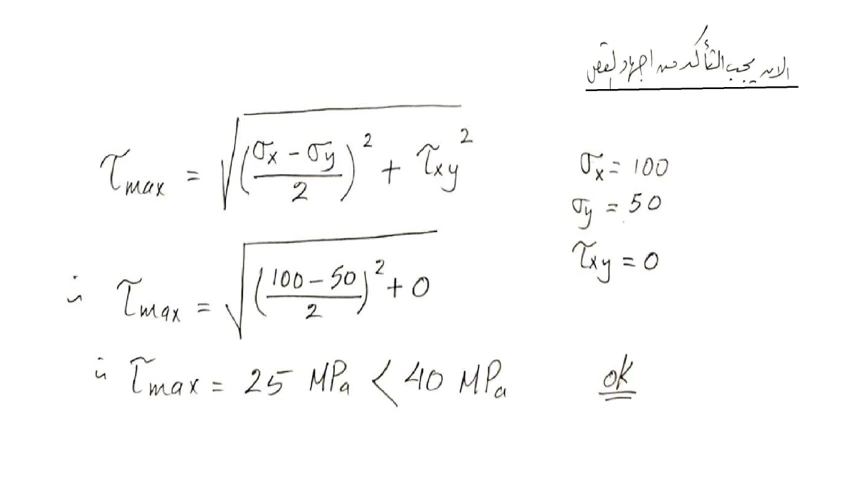 الان يجب التأكد من اجهاد القص
τmax = √((σx − σy)/2)² + τxy²
σx = 100
σy = 50
τxy = 0
∴ τmax = √((100 − 50)/2)² + 0
∴ τmax = 25 MPa < 40 MPa ok